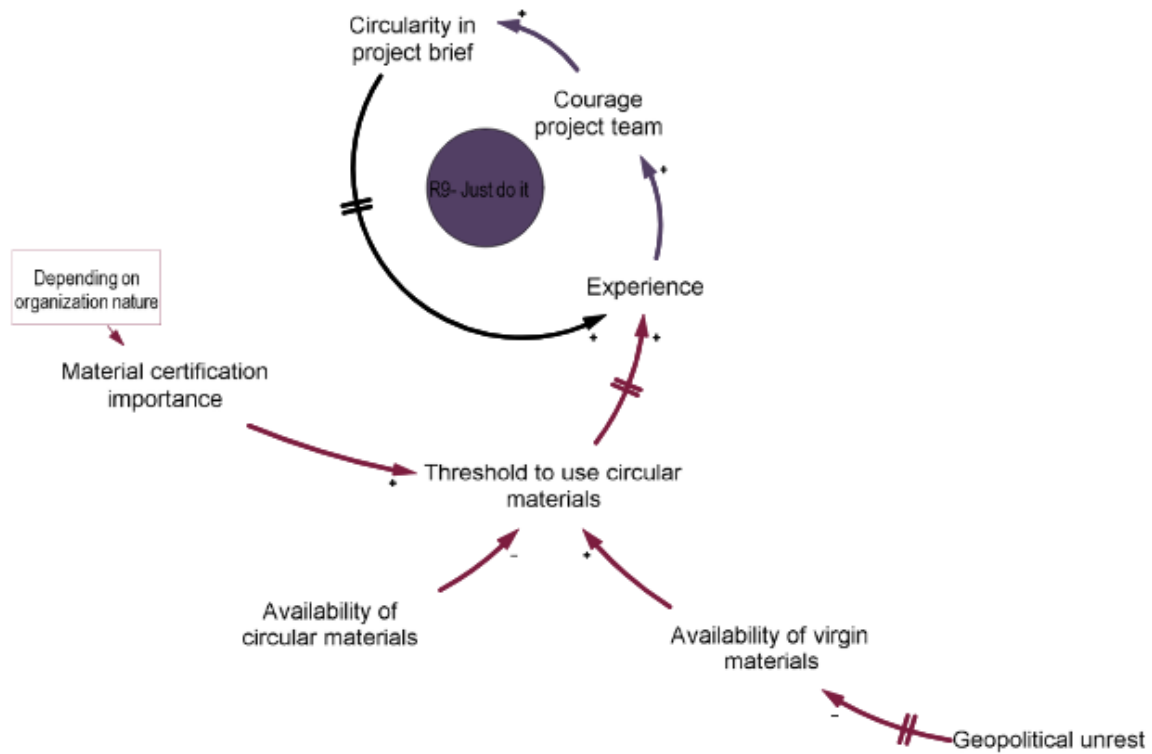 Circularity in
project brief
+
Courage
project team
+
R9- Just do it
Experience
+
+
Depending on
organization nature
Material certification
importance
+
Threshold to use circular
materials
-
+
Availability of
circular materials
Availability of virgin
materials
-
Geopolitical unrest